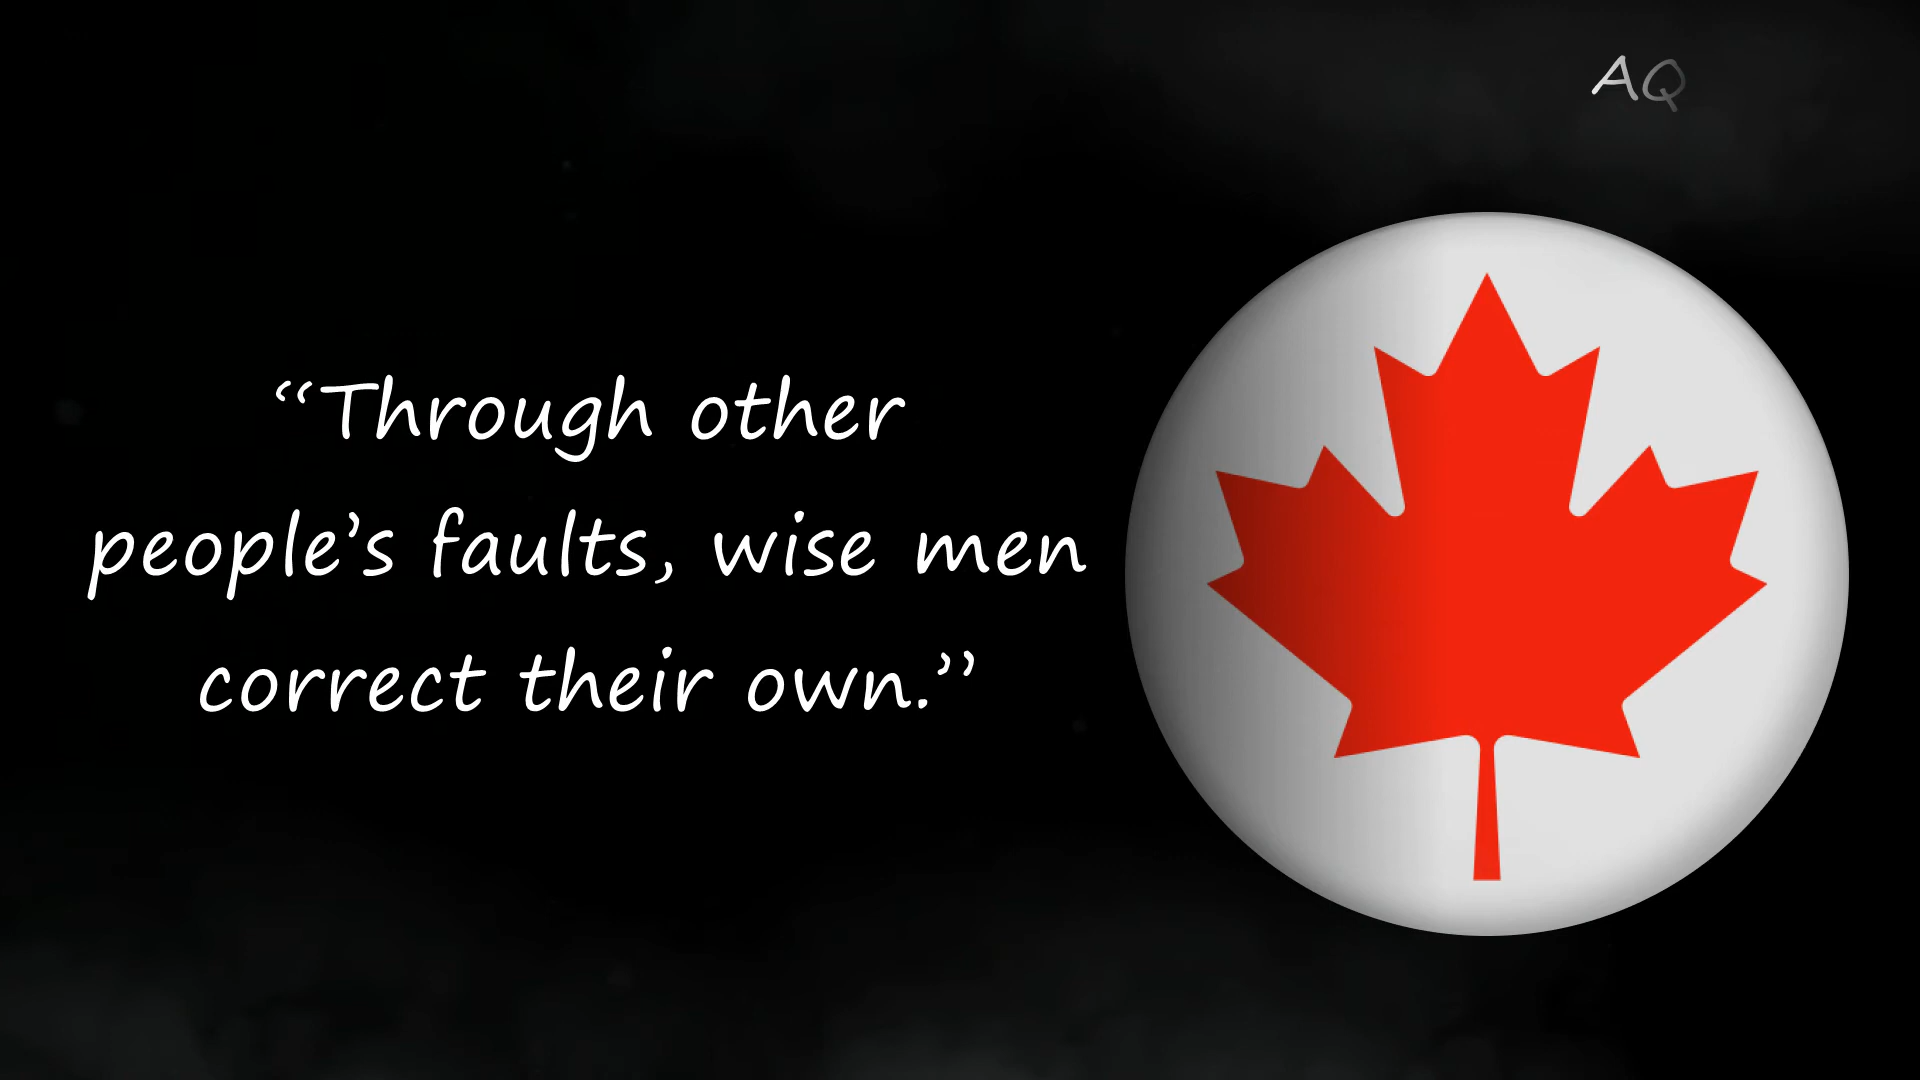 AQ
“Through other
people’s faults, wise men
correct their own.’’